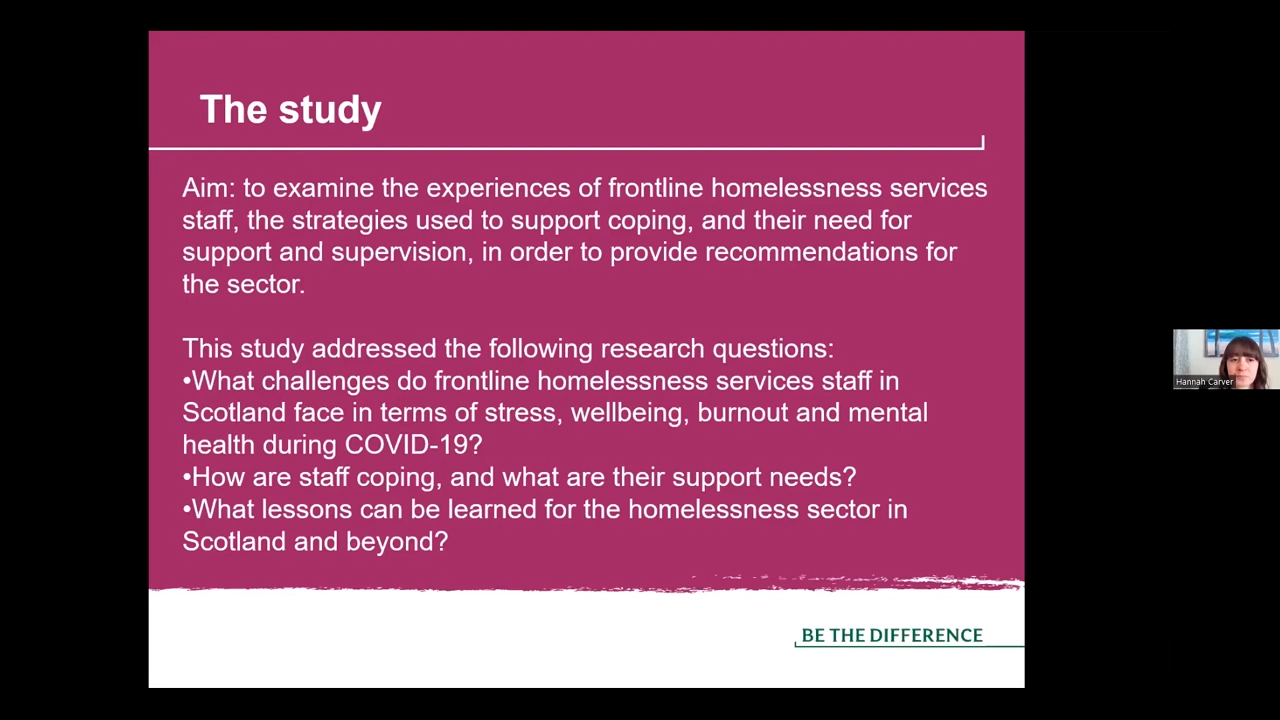 The study
Aim: to examine the experiences of frontline homelessness services
staff, the strategies used to support coping, and their need for
support and supervision, in order to provide recommendations for
the sector.
This study addressed the following research questions:
•What challenges do frontline homelessness services staff in
Scotland face in terms of stress, wellbeing, burnout and mental
health during COVID-19?
•How are staff coping, and what are their support needs?
•What lessons can be learned for the homelessness sector in
Scotland and beyond?
BE THE DIFFERENCE
Hannah Carver